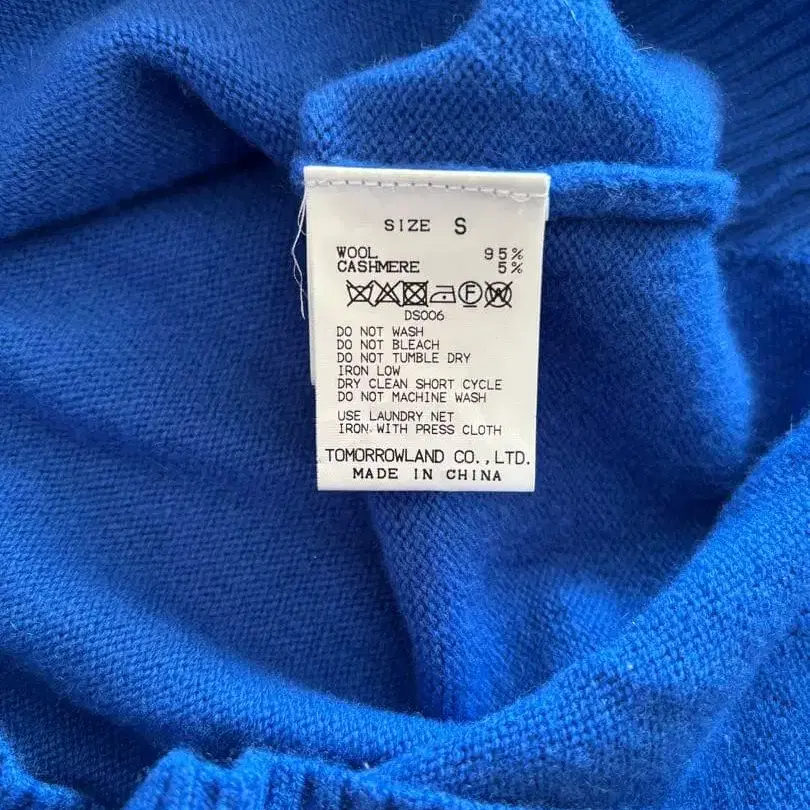 SIZE S
WOOL 95%
CASHMERE 5%
DS006
DO NOT WASH
DO NOT BLEACH
DO NOT TUMBLE DRY
IRON LOW
DRY CLEAN SHORT CYCLE
DO NOT MACHINE WASH
USE LAUNDRY NET
IRON WITH PRESS CLOTH
TOMORROWLAND CO.,LTD.
MADE IN CHINA